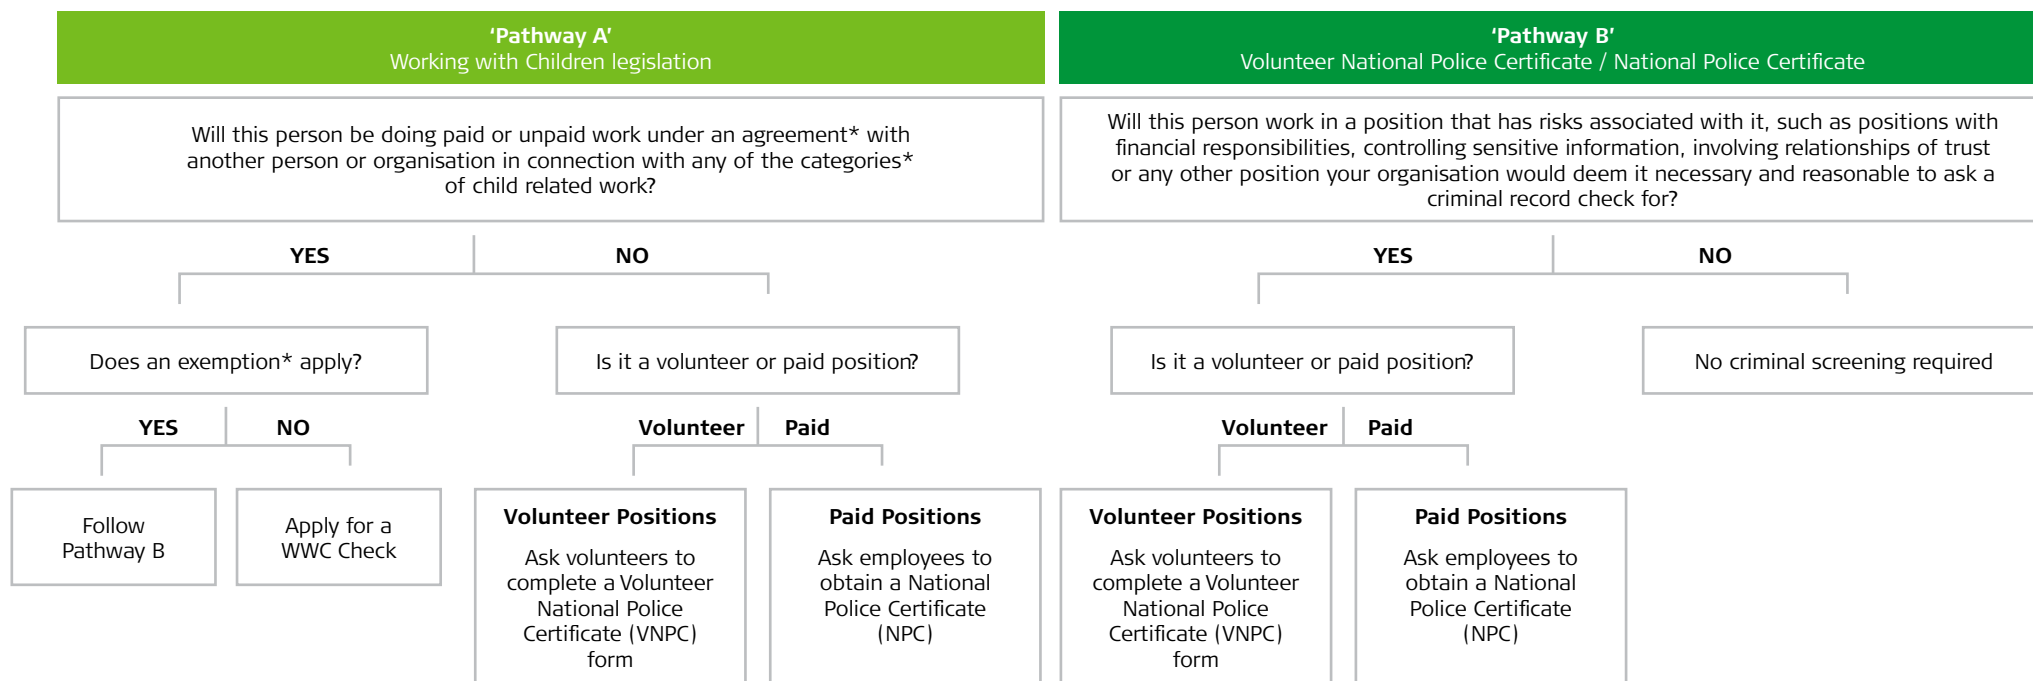 ‘Pathway A’
Working with Children legislation
Will this person be doing paid or unpaid work under an agreement* with
another person or organisation in connection with any of the categories*
of child related work?
YES
NO
Does an exemption* apply?
Is it a volunteer or paid position?
YES
NO
Volunteer
Paid
Follow
Pathway B
Apply for a
WWC Check
Volunteer Positions
Ask volunteers to
complete a Volunteer
National Police
Certificate (VNPC)
form
Paid Positions
Ask employees to
obtain a National
Police Certificate
(NPC)
‘Pathway B’
Volunteer National Police Certificate / National Police Certificate
Will this person work in a position that has risks associated with it, such as positions with
financial responsibilities, controlling sensitive information, involving relationships of trust
or any other position your organisation would deem it necessary and reasonable to ask a
criminal record check for?
YES
NO
Is it a volunteer or paid position?
No criminal screening required
Volunteer
Paid
Volunteer Positions
Ask volunteers to
complete a Volunteer
National Police
Certificate (VNPC)
form
Paid Positions
Ask employees to
obtain a National
Police Certificate
(NPC)